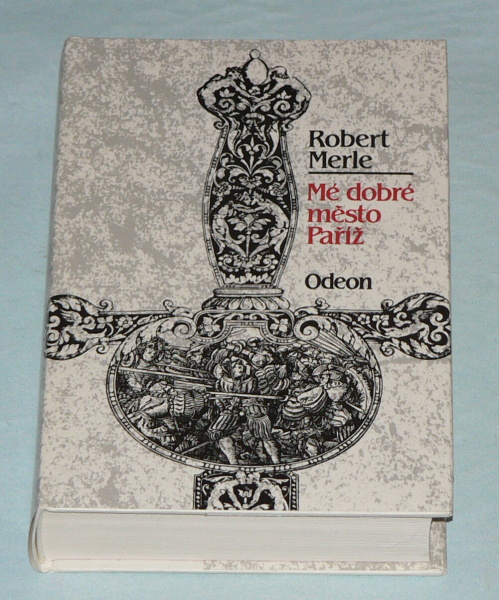 Robert
Merle
Mé dobré
město
Paříž
Odeon